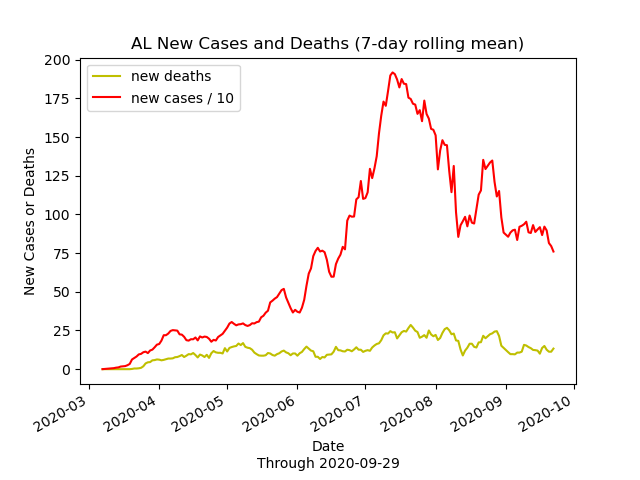 AL New Cases and Deaths (7-day rolling mean)
new deaths
new cases / 10
200
175
150
125
100
75
50
25
0
New Cases or Deaths
2020-03
2020-04
2020-05
2020-06
2020-07
2020-08
2020-09
2020-10
Date
Through 2020-09-29